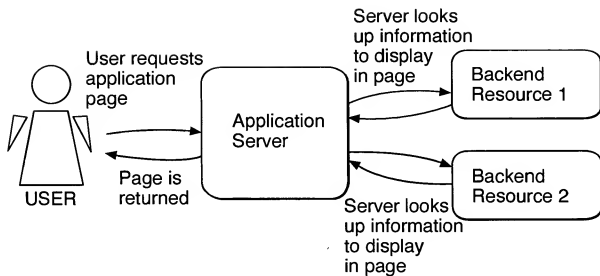 User requests
application
page
USER
Page is
returned
Application
Server
Server looks
up information
to display
in page
Backend
Resource 1
Backend
Resource 2
Server looks
up information
to display
in page